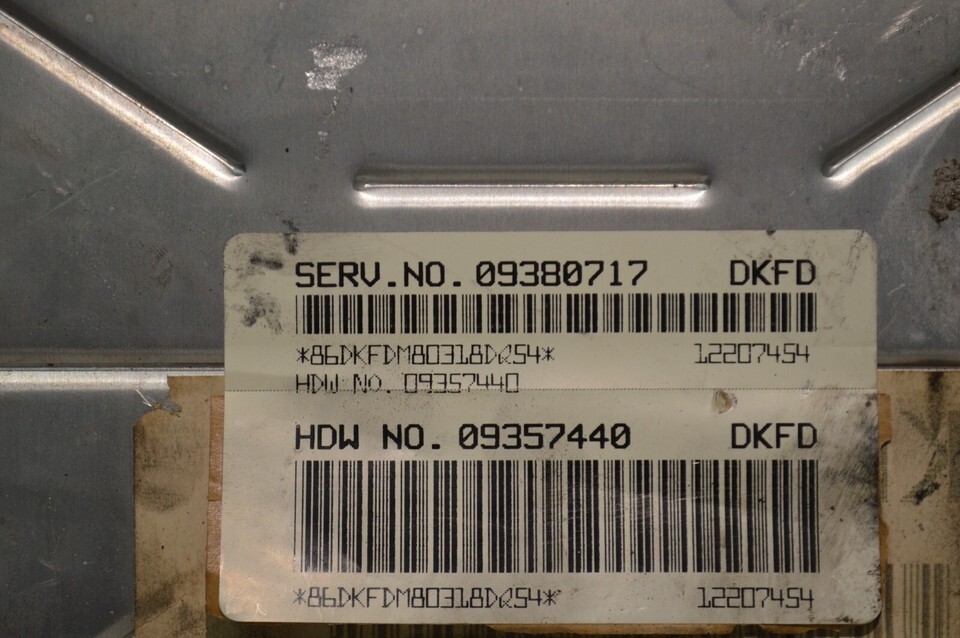 SERV.NO. 09380717 DKFD
*86DKFDM80318DQ54* 12207454
HDW NO. 09357440
HDW NO. 09357440 DKFD
*86DKFDM80318DQ54* 12207454